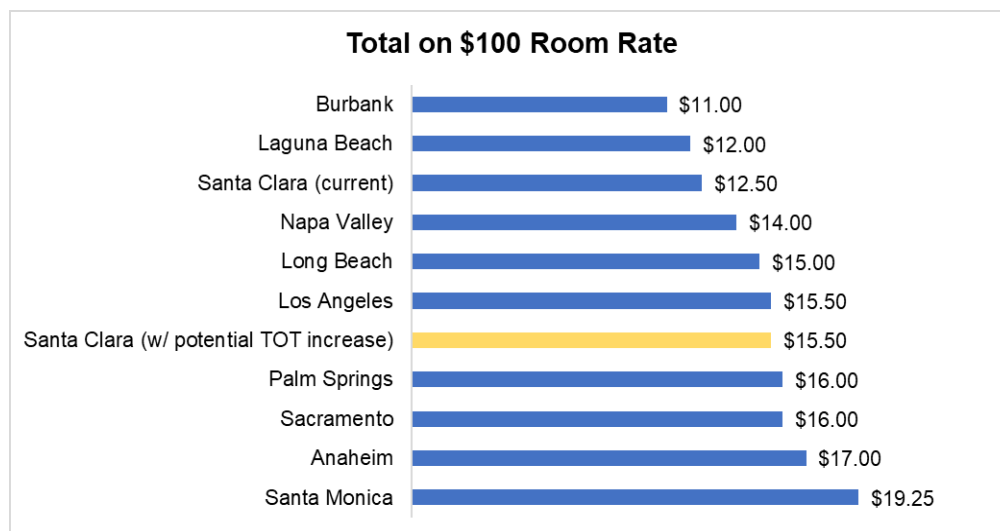 Total on $100 Room Rate
Burbank $11.00
Laguna Beach $12.00
Santa Clara (current) $12.50
Napa Valley $14.00
Long Beach $15.00
Los Angeles $15.50
Santa Clara (w/ potential TOT increase) $15.50
Palm Springs $16.00
Sacramento $16.00
Anaheim $17.00
Santa Monica $19.25